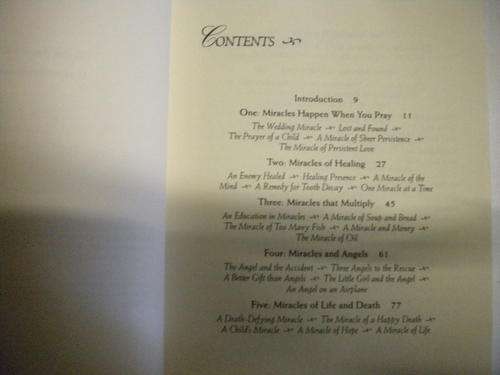 CONTENTS
Introduction 9
One: Miracles Happen When You Pray 11
The Wedding Miracle Lost and Found
The Prayer of a Child A Miracle of Sheer Persistence
The Miracle of Persistent Love
Two: Miracles of Healing 27
An Enemy Healed Healing Presence A Miracle of the
Mind A Remedy for Tooth Decay One Miracle at a Time
Three: Miracles that Multiply 45
An Education in Miracles A Miracle of Soup and Bread
The Miracle of Too Many Fish A Miracle and Money
The Miracle of Oil
Four: Miracles and Angels 61
The Angel and the Accident Three Angels to the Rescue
A Better Gift than Angels The Little Girl and the Angel
An Angel on an Airplane
Five: Miracles of Life and Death 77
A Death-Defying Miracle The Miracle of a Happy Death
A Child's Miracle A Miracle of Hope A Miracle of Life